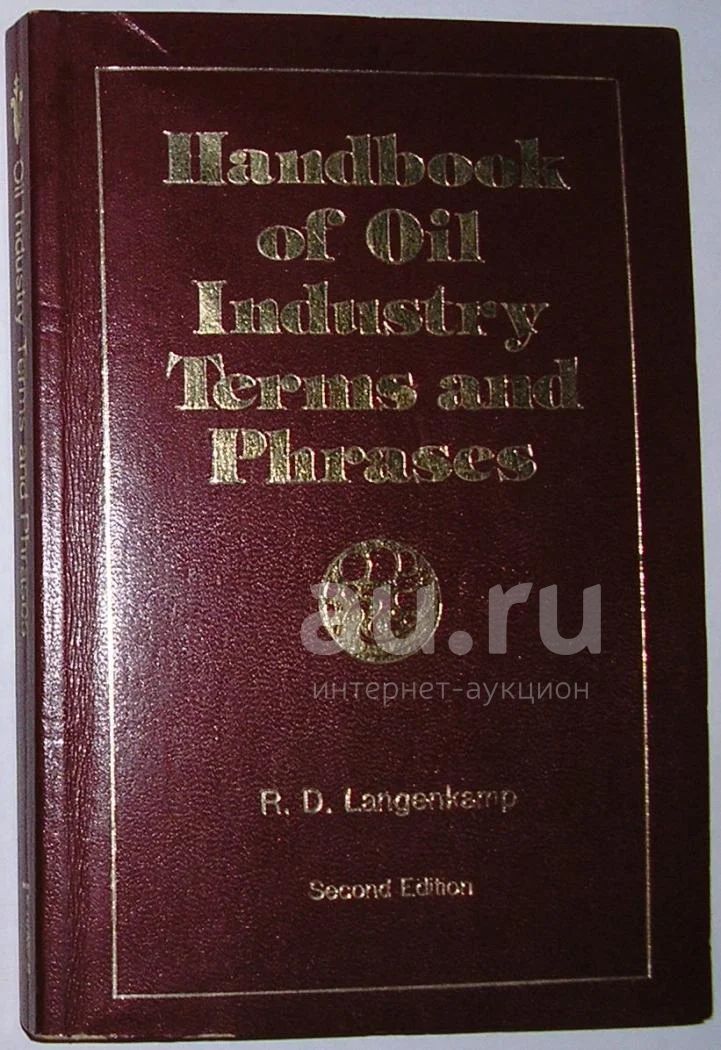 Handbook
of Oil
Industry
Terms and
Phrases
R. D. Langenkamp
Second Edition
Oil Industry Terms and Phrases
au.ru
интернет-аукцион